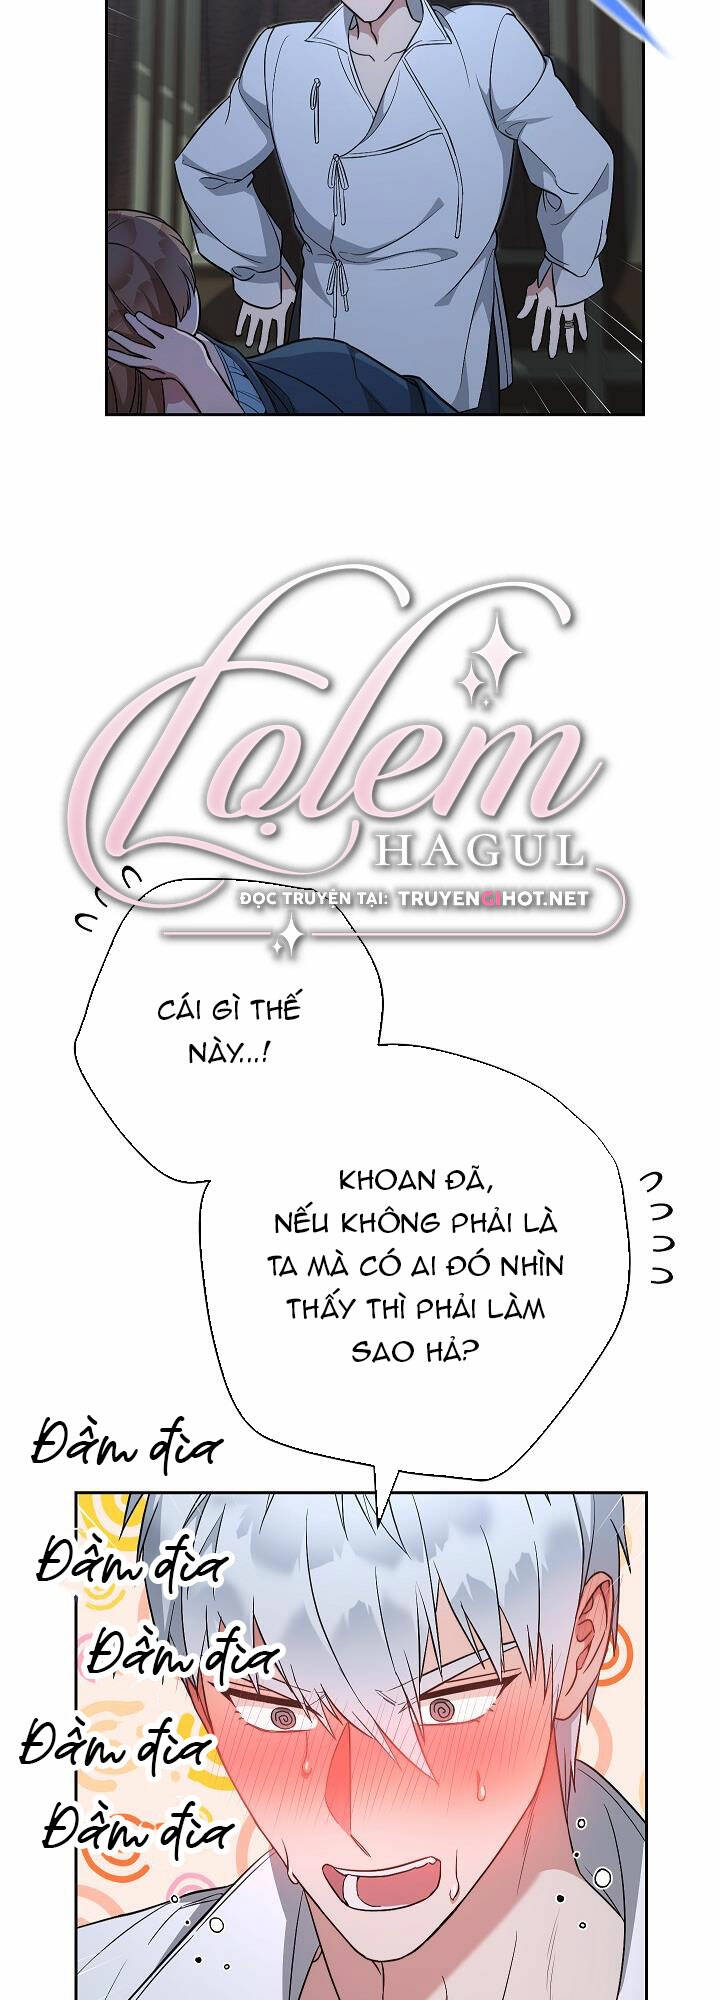 Lọlem
HAGUL
ĐỌC TRUYỆN TẠI: TRUYENGIHOT.NET
CÁI GÌ THẾ
NÀY...!
KHOAN ĐÃ,
NẾU KHÔNG PHẢI LÀ
TA MÀ CÓ AI ĐÓ NHÌN
THẤY THÌ PHẢI LÀM
SAO HẢ?
Đầm đìa
Đầm đìa
Đầm đìa
Đầm đìa
Đầm đìa